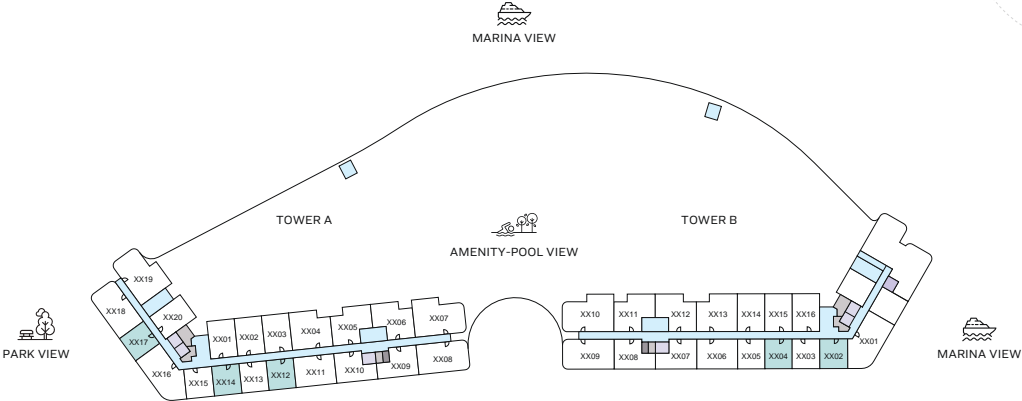 MARINA VIEW
TOWER A
TOWER B
AMENITY-POOL VIEW
XX19
XX18
XX20
XX17
XX16
XX15
XX01
XX02
XX03
XX04
XX05
XX06
XX07
XX14
XX13
XX12
XX11
XX10
XX09
XX08
XX10
XX11
XX12
XX13
XX14
XX15
XX16
XX09
XX08
XX07
XX06
XX05
XX04
XX03
XX02
XX01
PARK VIEW
MARINA VIEW